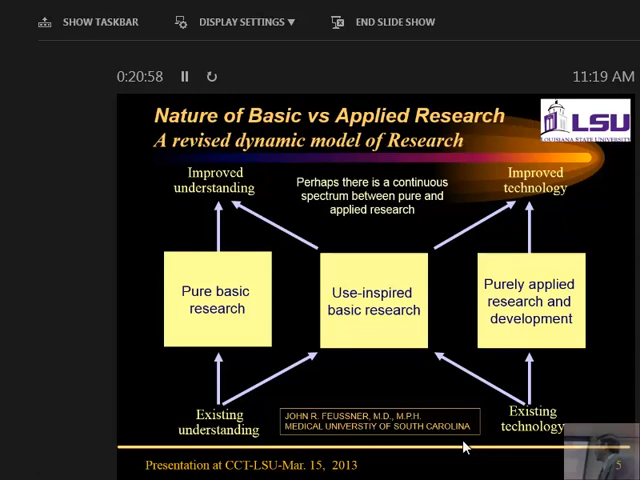 SHOW TASKBAR
DISPLAY SETTINGS ▼
END SLIDE SHOW
0:20:58
11:19 AM
Nature of Basic vs Applied Research
A revised dynamic model of Research
LSU
LOUISIANA STATE UNIVERSITY
Improved
understanding
Perhaps there is a continuous
spectrum between pure and
applied research
Improved
technology
Pure basic
research
Use-inspired
basic research
Purely applied
research and
development
Existing
understanding
JOHN R. FEUSSNER, M.D., M.P.H.
MEDICAL UNIVERSTIY OF SOUTH CAROLINA
Existing
technology
Presentation at CCT-LSU-Mar. 15, 2013
5